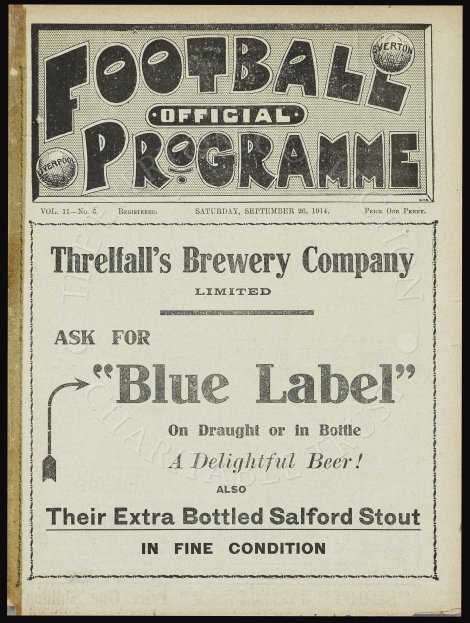 FOOTBALL
EVERTON
OFFICIAL
PROGRAMME
LIVERPOOL
VOL. 11—No. 5. REGISTERED. SATURDAY, SEPTEMBER 26, 1914. PRICE ONE PENNY.
Threlfall's Brewery Company
LIMITED
ASK FOR
"Blue Label"
On Draught or in Bottle
A Delightful Beer!
ALSO
Their Extra Bottled Salford Stout
IN FINE CONDITION